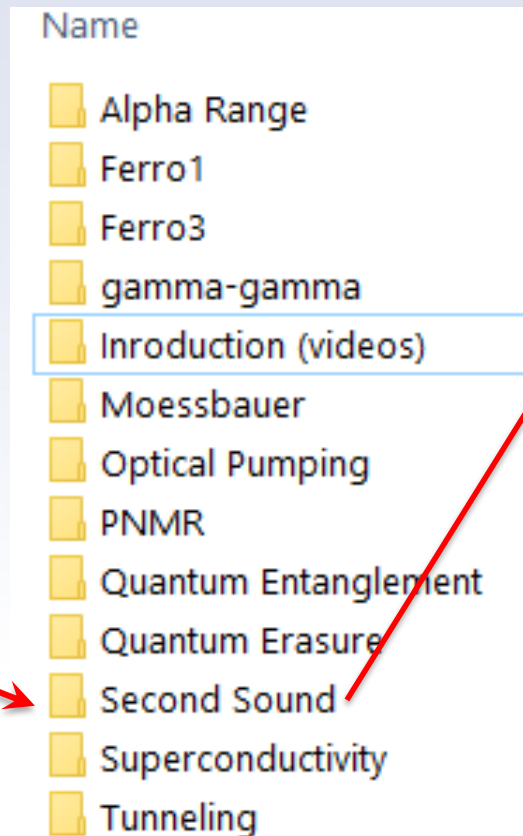 Name
Alpha Range
Ferro1
Ferro3
gamma-gamma
Inroduction (videos)
Moessbauer
Optical Pumping
PNMR
Quantum Entanglement
Quantum Erasure
Second Sound
Superconductivity
Tunneling